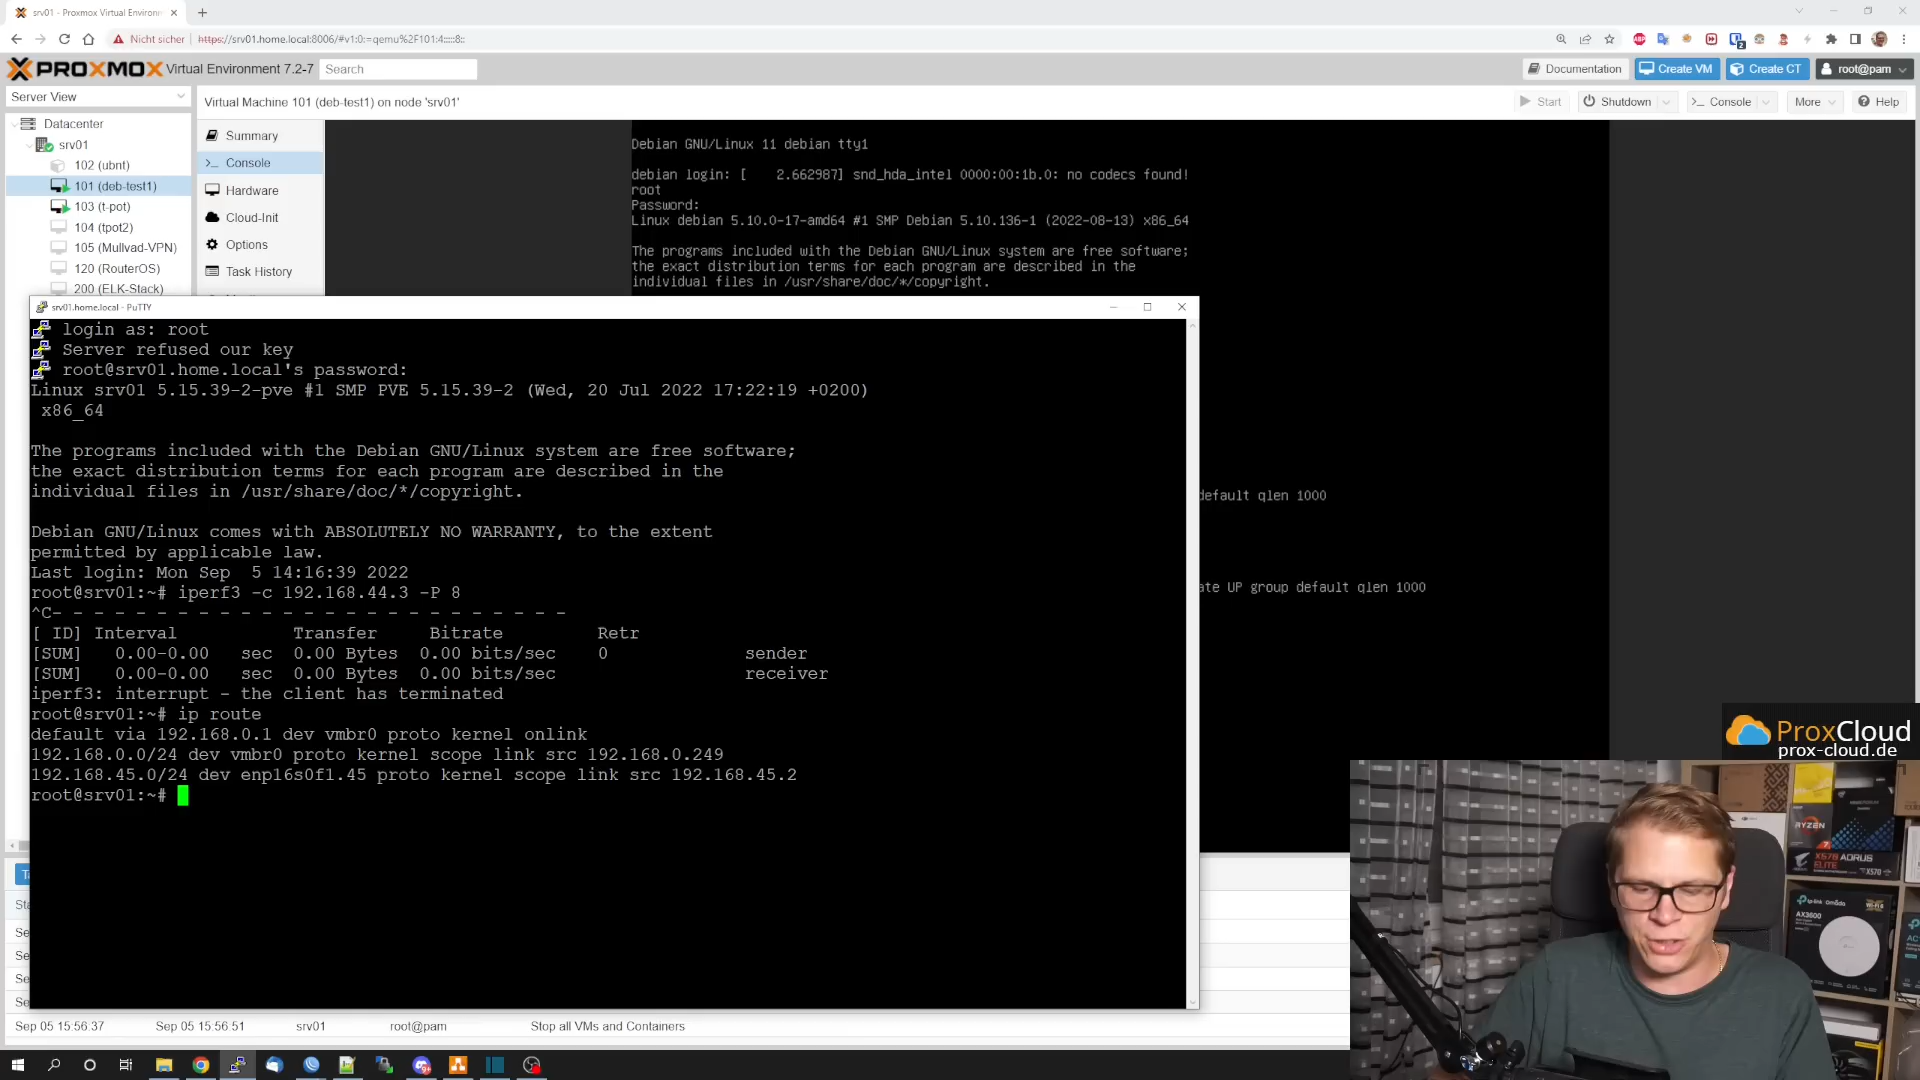 srv01 - Proxmox Virtual Environm
Nicht sicher
https://srv01.home.local:8006/#v1:0:=qemu%2F101:4:::::8::
PROXMOX Virtual Environment 7.2-7
Search
Documentation
Create VM
Create CT
root@pam
Server View
Virtual Machine 101 (deb-test1) on node 'srv01'
Start
Shutdown
Console
More
Help
Datacenter
srv01
102 (ubnt)
101 (deb-test1)
103 (t-pot)
104 (tpot2)
105 (Mullvad-VPN)
120 (RouterOS)
200 (ELK-Stack)
Summary
Console
Hardware
Cloud-Init
Options
Task History
Debian GNU/Linux 11 debian tty1
debian login: [    2.662987] snd_hda_intel 0000:00:1b.0: no codecs found!
root
Password:
Linux debian 5.10.0-17-amd64 #1 SMP Debian 5.10.136-1 (2022-08-13) x86_64
The programs included with the Debian GNU/Linux system are free software;
the exact distribution terms for each program are described in the
individual files in /usr/share/doc/*/copyright.
default qlen 1000
ate UP group default qlen 1000
srv01.home.local - PuTTY
login as: root
Server refused our key
root@srv01.home.local's password:
Linux srv01 5.15.39-2-pve #1 SMP PVE 5.15.39-2 (Wed, 20 Jul 2022 17:22:19 +0200)
x86_64
The programs included with the Debian GNU/Linux system are free software;
the exact distribution terms for each program are described in the
individual files in /usr/share/doc/*/copyright.
Debian GNU/Linux comes with ABSOLUTELY NO WARRANTY, to the extent
permitted by applicable law.
Last login: Mon Sep  5 14:16:39 2022
root@srv01:~# iperf3 -c 192.168.44.3 -P 8
^C- - - - - - - - - - - - - - - - - - - - - - - - -
[ ID] Interval           Transfer     Bitrate         Retr
[SUM]   0.00-0.00   sec  0.00 Bytes  0.00 bits/sec    0             sender
[SUM]   0.00-0.00   sec  0.00 Bytes  0.00 bits/sec                  receiver
iperf3: interrupt - the client has terminated
root@srv01:~# ip route
default via 192.168.0.1 dev vmbr0 proto kernel onlink
192.168.0.0/24 dev vmbr0 proto kernel scope link src 192.168.0.249
192.168.45.0/24 dev enp16s0f1.45 proto kernel scope link src 192.168.45.2
root@srv01:~#
ProxCloud
prox-cloud.de
RYZEN
7
X570 AORUS
ELITE
X570
tp-link omada
AX3600
Ta
Sta
Se
Se
Se
Se
Sep 05 15:56:37
Sep 05 15:56:51
srv01
root@pam
Stop all VMs and Containers